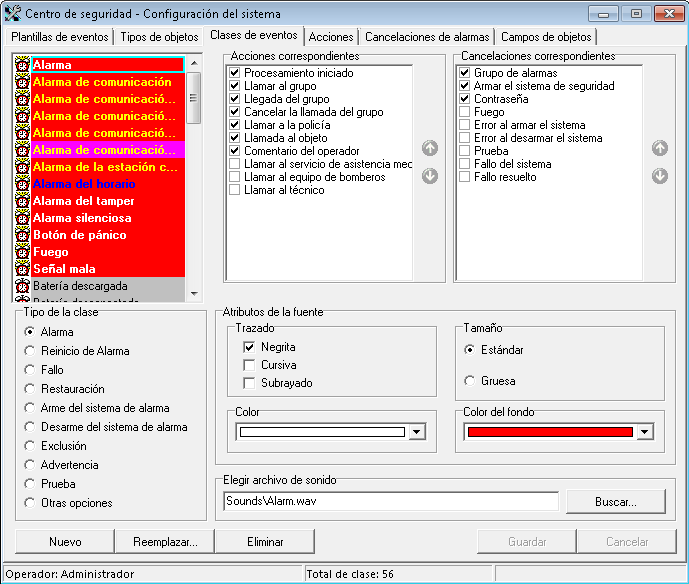 Centro de seguridad - Configuración del sistema
Plantillas de eventos
Tipos de objetos
Clases de eventos
Acciones
Cancelaciones de alarmas
Campos de objetos
Alarma
Alarma de comunicación
Alarma de comunicació...
Alarma de comunicació...
Alarma de comunicació...
Alarma de comunicació...
Alarma de la estación c...
Alarma del horario
Alarma del tamper
Alarma silenciosa
Botón de pánico
Fuego
Señal mala
Batería descargada
Acciones correspondientes
Procesamiento iniciado
Llamar al grupo
Llegada del grupo
Cancelar la llamada del grupo
Llamar a la policía
Llamada al objeto
Comentario del operador
Llamar al servicio de asistencia mec
Llamar al equipo de bomberos
Llamar al técnico
Cancelaciones correspondientes
Grupo de alarmas
Armar el sistema de seguridad
Contraseña
Fuego
Error al armar el sistema
Error al desarmar el sistema
Prueba
Fallo del sistema
Fallo resuelto
Tipo de la clase
Alarma
Reinicio de Alarma
Fallo
Restauración
Arme del sistema de alarma
Desarme del sistema de alarma
Exclusión
Advertencia
Prueba
Otras opciones
Atributos de la fuente
Trazado
Negrita
Cursiva
Subrayado
Tamaño
Estándar
Gruesa
Color
Color del fondo
Elegir archivo de sonido
Sounds\Alarm.wav
Buscar...
Nuevo
Reemplazar...
Eliminar
Guardar
Cancelar
Operador: Administrador
Total de clase: 56